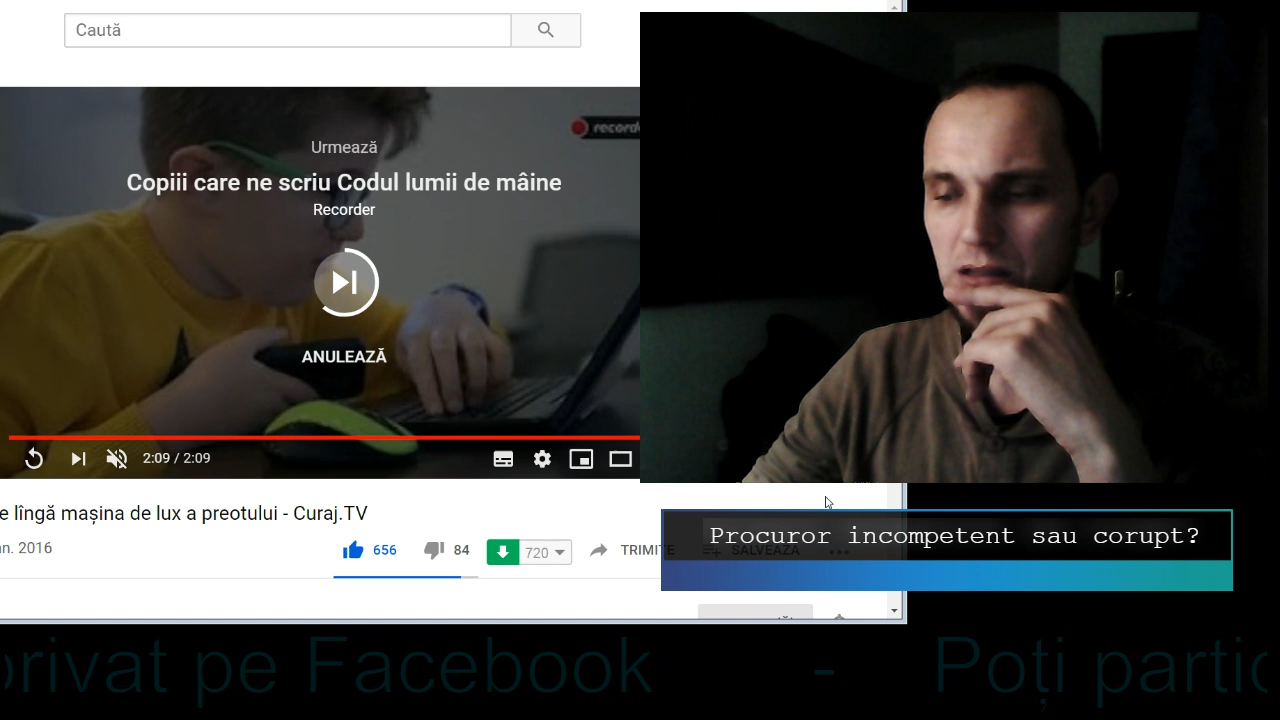 Caută
Urmează
Copiii care ne scriu Codul lumii de mâine
Recorder
ANULEAZĂ
2:09 / 2:09
e lîngă mașina de lux a preotului - Curaj.TV
n. 2016
656
84
720
TRIMITE
SALVEAZĂ
Procuror incompetent sau corupt?
privat pe Facebook - Poți partic